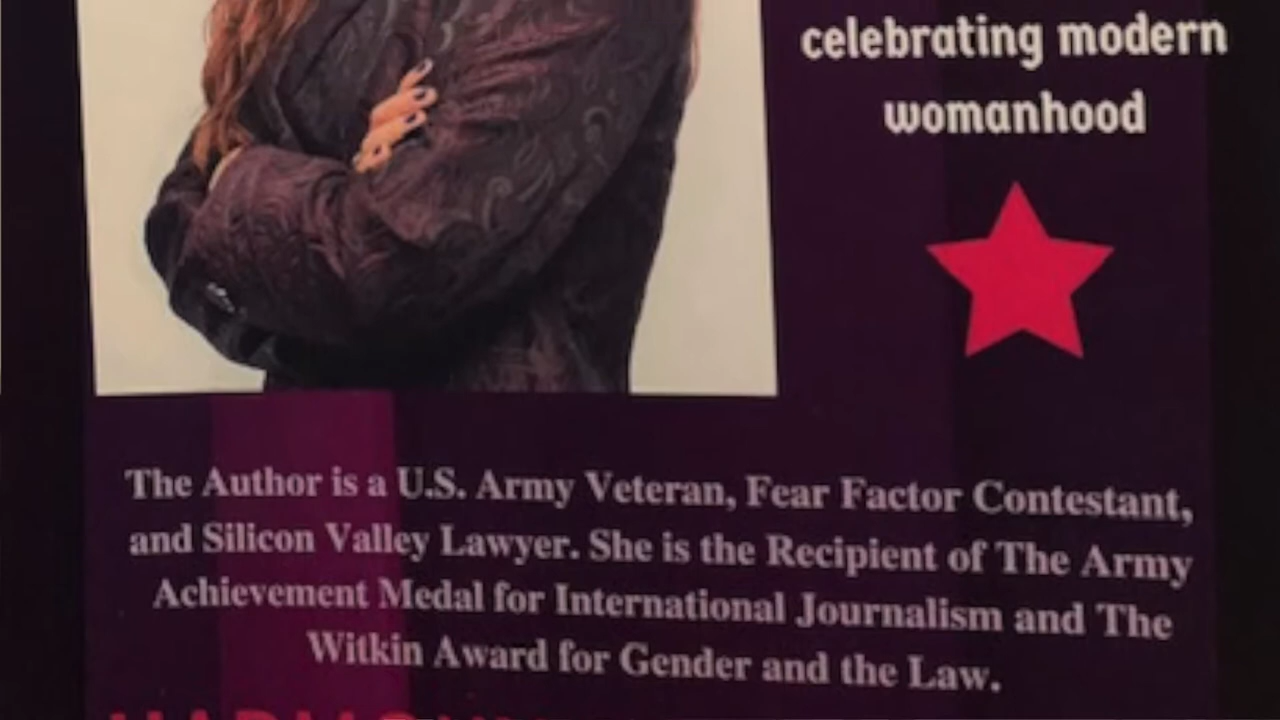 celebrating modern
womanhood
The Author is a U.S. Army Veteran, Fear Factor Contestant,
and Silicon Valley Lawyer. She is the Recipient of The Army
Achievement Medal for International Journalism and The
Witkin Award for Gender and the Law.